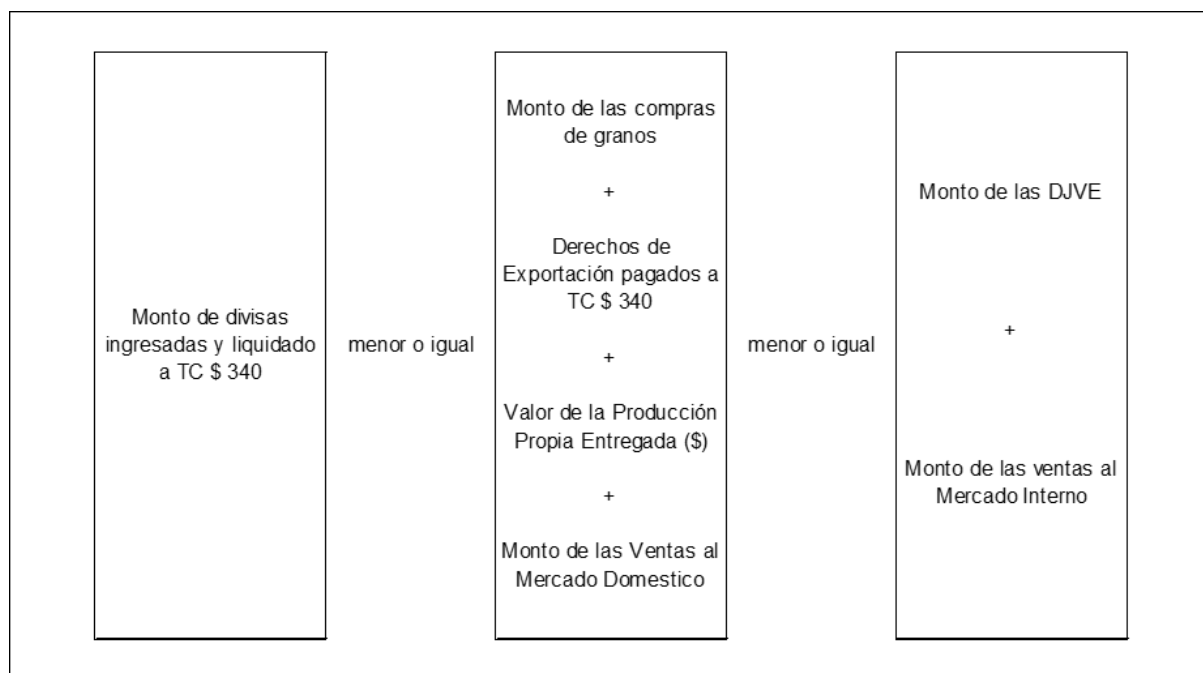 Monto de divisas
ingresadas y liquidado
a TC $ 340
menor o igual
Monto de las compras
de granos
+
Derechos de
Exportación pagados a
TC $ 340
+
Valor de la Producción
Propia Entregada ($)
+
Monto de las Ventas al
Mercado Domestico
menor o igual
Monto de las DJVE
+
Monto de las ventas al
Mercado Interno